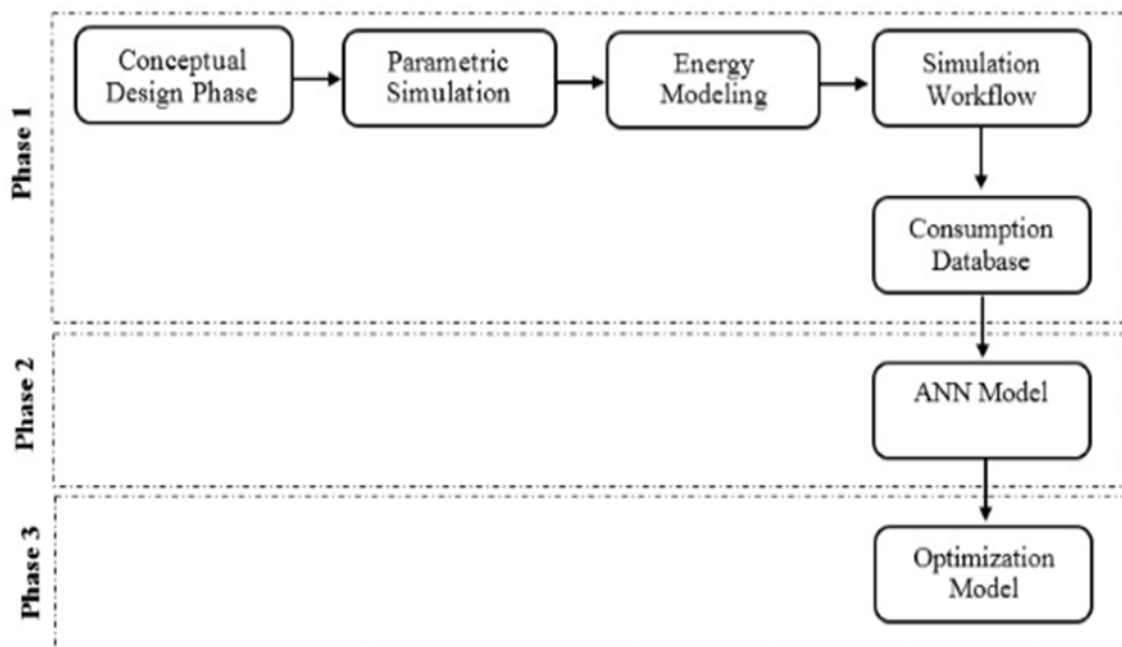 Phase 1
Conceptual
Design Phase
Parametric
Simulation
Energy
Modeling
Simulation
Workflow
Consumption
Database
Phase 2
ANN Model
Phase 3
Optimization
Model